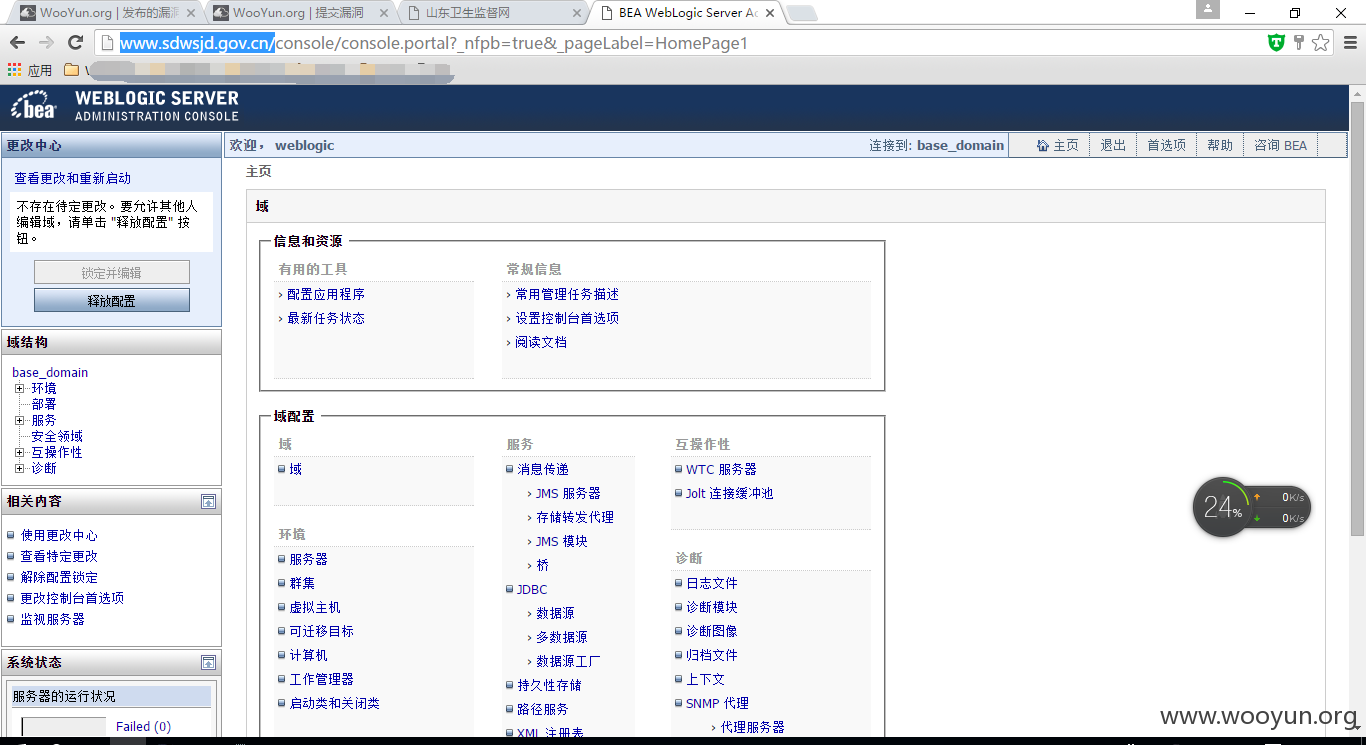 WooYun.org | 发布的漏洞
WooYun.org | 提交漏洞
山东卫生监督网
BEA WebLogic Server Ad
www.sdwsjd.gov.cn/console/console.portal?_nfpb=true&_pageLabel=HomePage1
应用
bea
WEBLOGIC SERVER
ADMINISTRATION CONSOLE
更改中心
查看更改和重新启动
不存在待定更改。要允许其他人
编辑域，请单击 "释放配置" 按
钮。
锁定并编辑
释放配置
域结构
base_domain
环境
部署
服务
安全领域
互操作性
诊断
相关内容
使用更改中心
查看特定更改
解除配置锁定
更改控制台首选项
监视服务器
系统状态
服务器的运行状况
Failed (0)
欢迎， weblogic
连接到: base_domain
主页
退出
首选项
帮助
咨询 BEA
主页
域
信息和资源
有用的工具
配置应用程序
最新任务状态
常规信息
常用管理任务描述
设置控制台首选项
阅读文档
域配置
域
域
环境
服务器
群集
虚拟主机
可迁移目标
计算机
工作管理器
启动类和关闭类
服务
消息传递
JMS 服务器
存储转发代理
JMS 模块
桥
JDBC
数据源
多数据源
数据源工厂
持久性存储
路径服务
XML 注册表
互操作性
WTC 服务器
Jolt 连接缓冲池
诊断
日志文件
诊断模块
诊断图像
归档文件
上下文
SNMP 代理
代理服务器
24%
0K/s
0K/s
www.wooyun.org